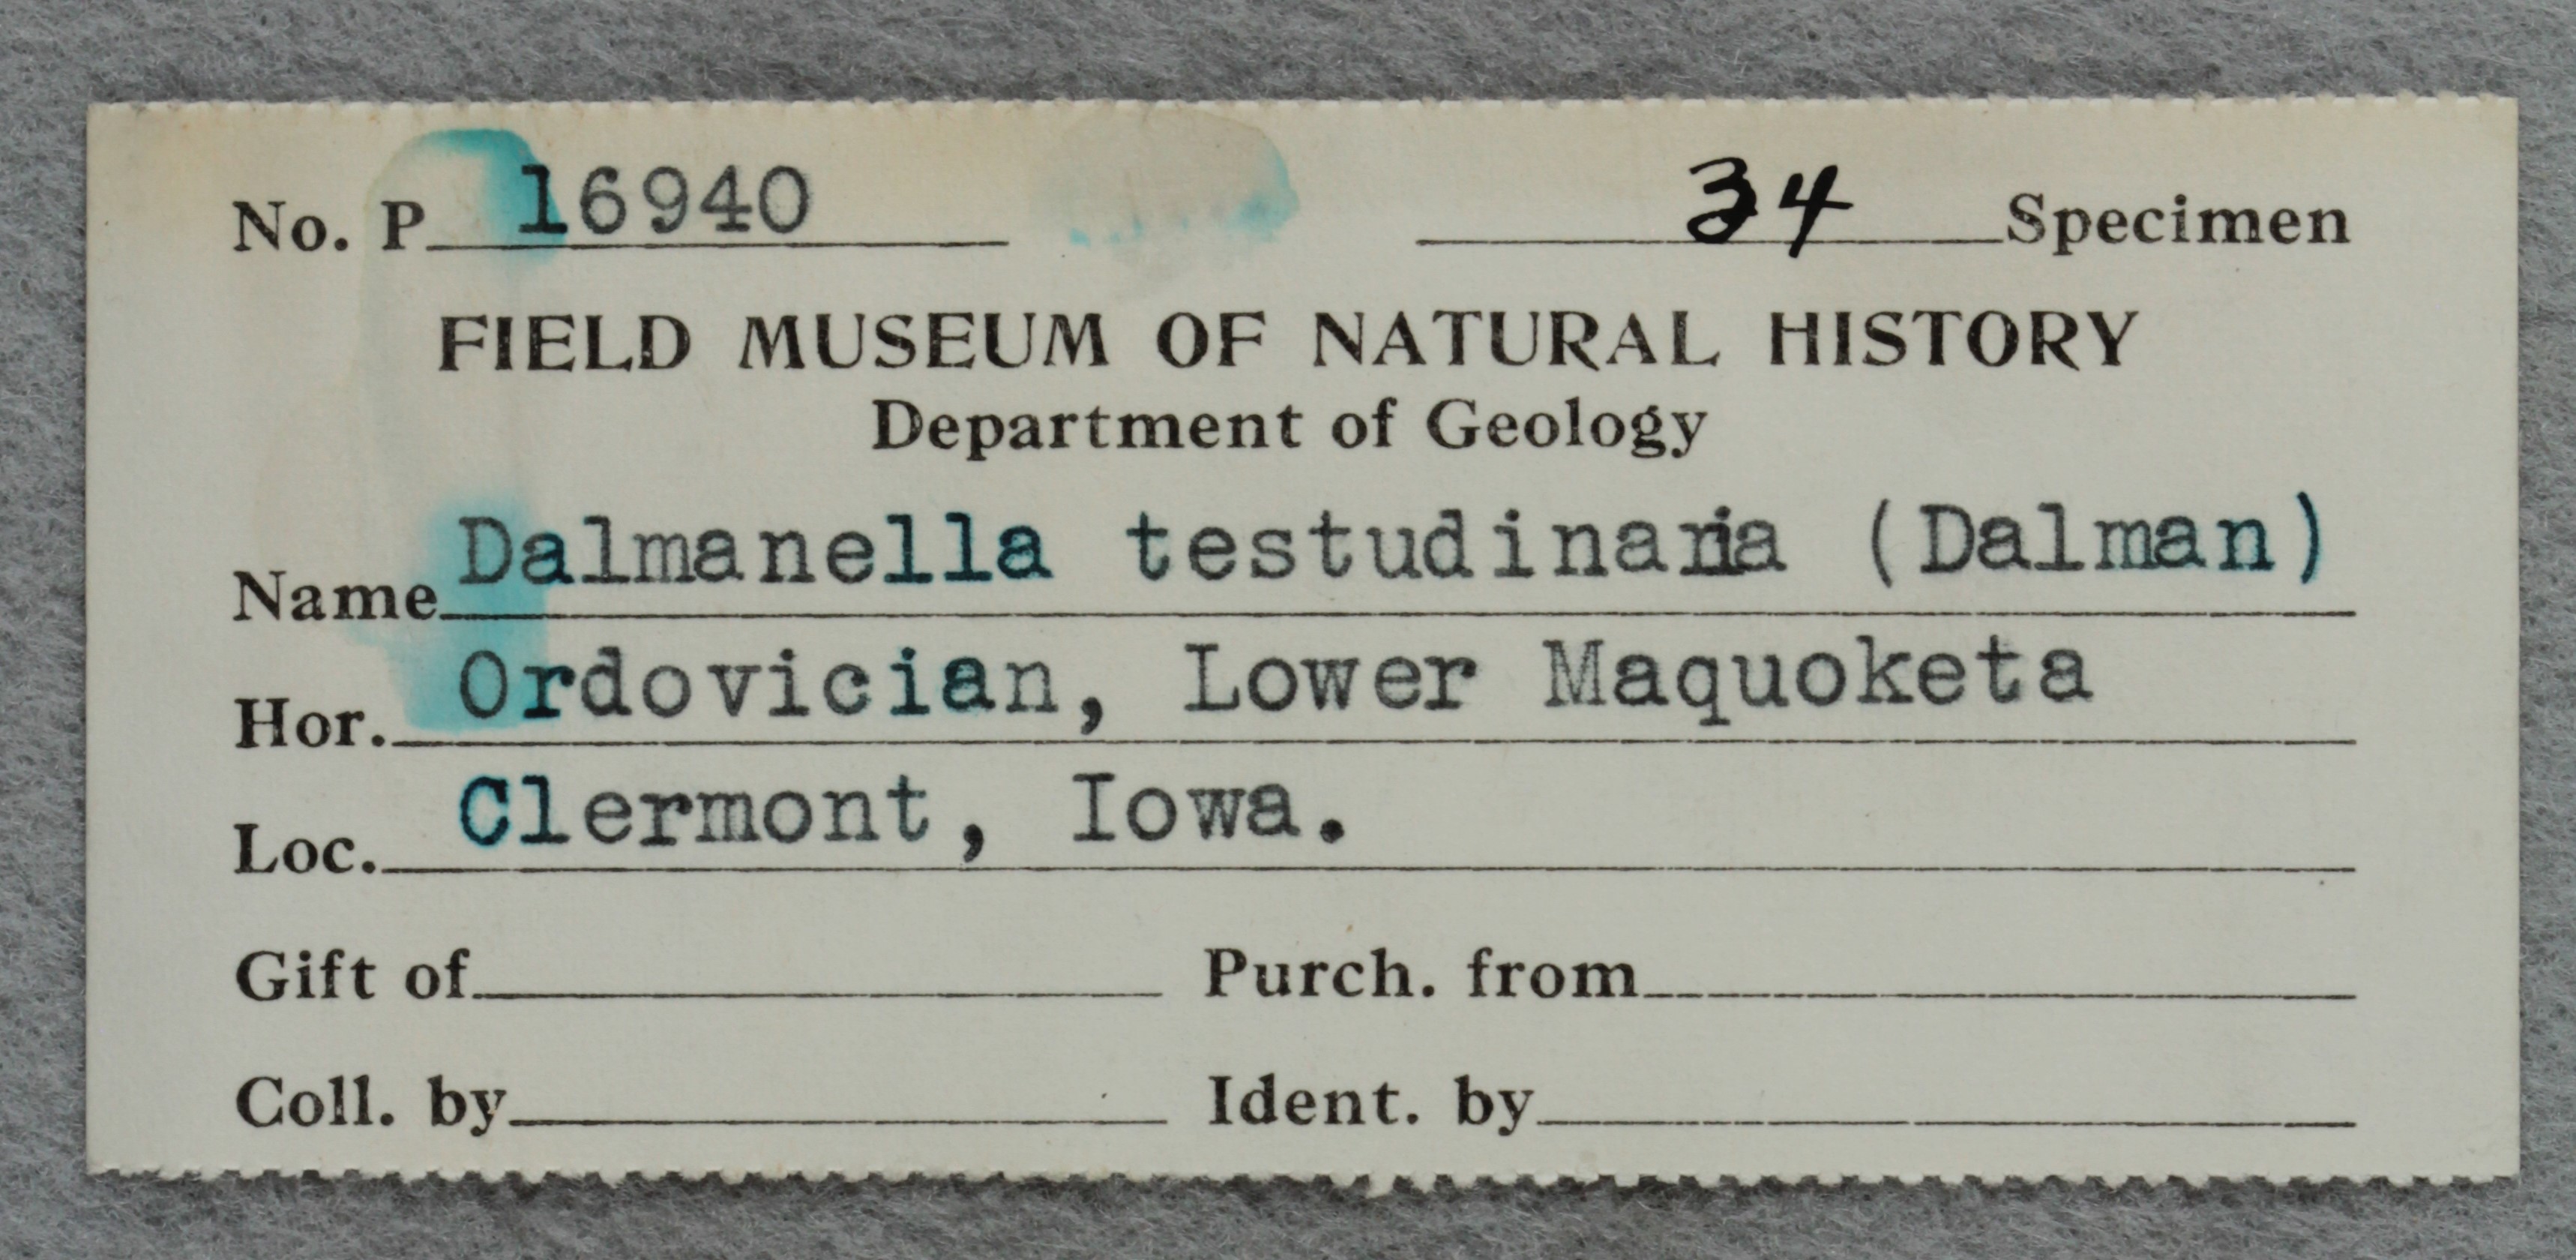 No. P 16940 34 Specimen
FIELD MUSEUM OF NATURAL HISTORY
Department of Geology
Name Dalmanella testudinaria (Dalman)
Hor. Ordovician, Lower Maquoketa
Loc. Clermont, Iowa.
Gift of Purch. from
Coll. by Ident. by